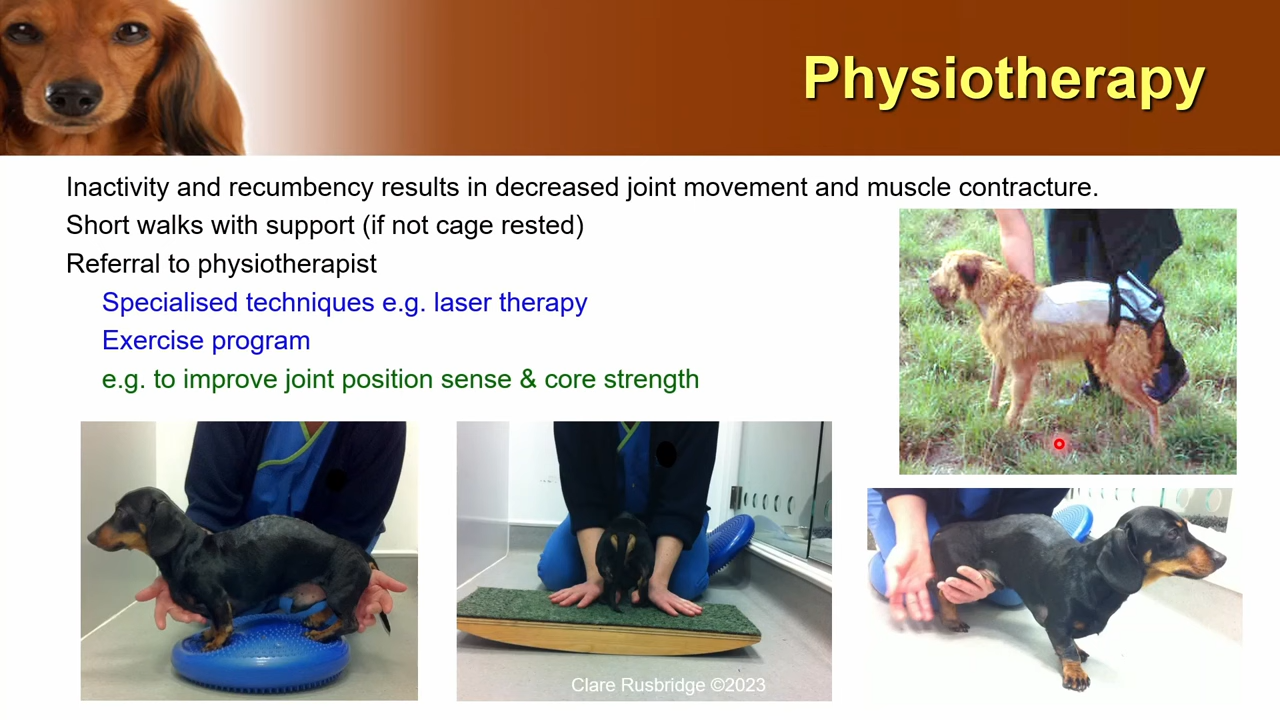 Physiotherapy
Inactivity and recumbency results in decreased joint movement and muscle contracture.
Short walks with support (if not cage rested)
Referral to physiotherapist
Specialised techniques e.g. laser therapy
Exercise program
e.g. to improve joint position sense & core strength
Clare Rusbridge ©2023